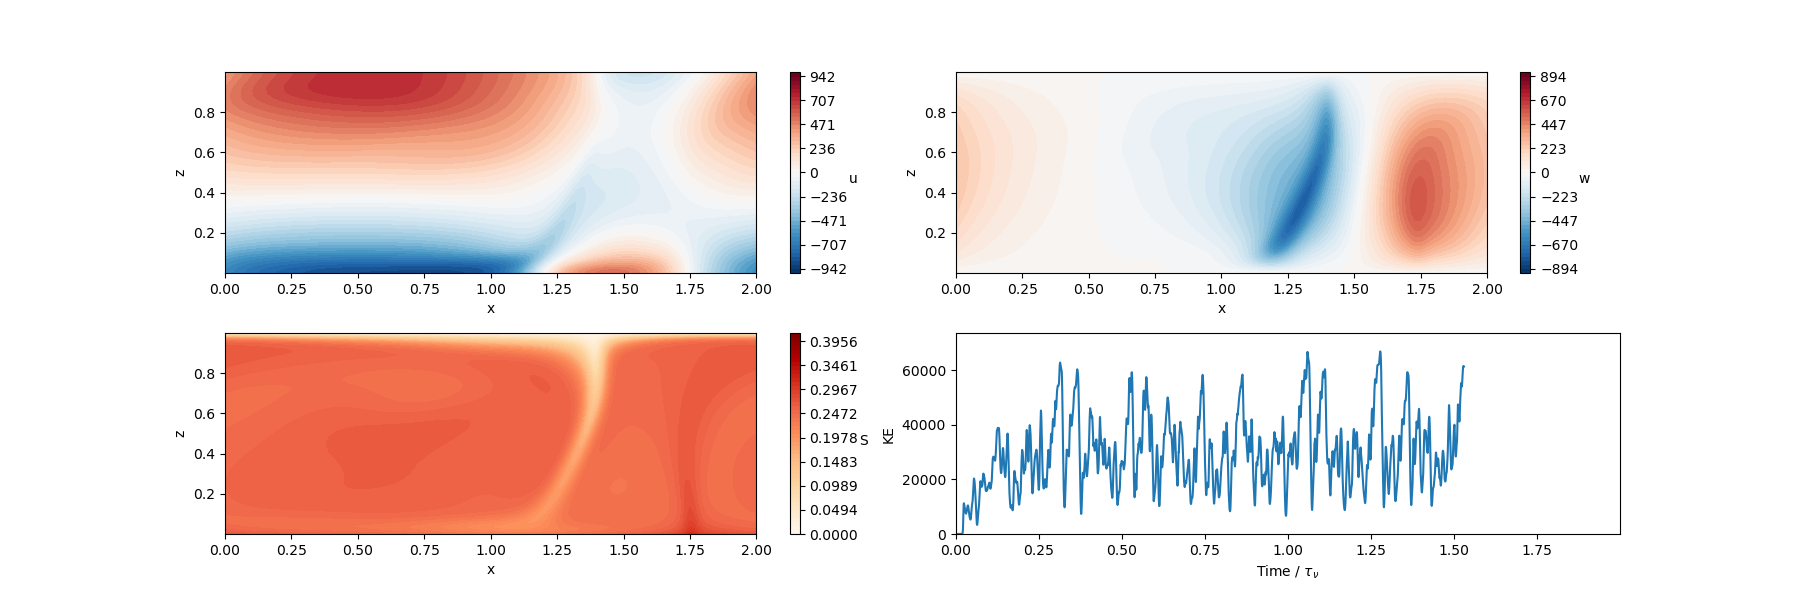 0.8
0.6
0.4
0.2
z
0.00 0.25 0.50 0.75 1.00 1.25 1.50 1.75 2.00
x
942
707
471
236
0
−236
−471
−707
−942
u
0.8
0.6
0.4
0.2
z
0.00 0.25 0.50 0.75 1.00 1.25 1.50 1.75 2.00
x
894
670
447
223
0
−223
−447
−670
−894
w
0.8
0.6
0.4
0.2
z
0.00 0.25 0.50 0.75 1.00 1.25 1.50 1.75 2.00
x
0.3956
0.3461
0.2967
0.2472
0.1978
0.1483
0.0989
0.0494
0.0000
s
60000
40000
20000
0
KE
0.00 0.25 0.50 0.75 1.00 1.25 1.50 1.75
Time / τν